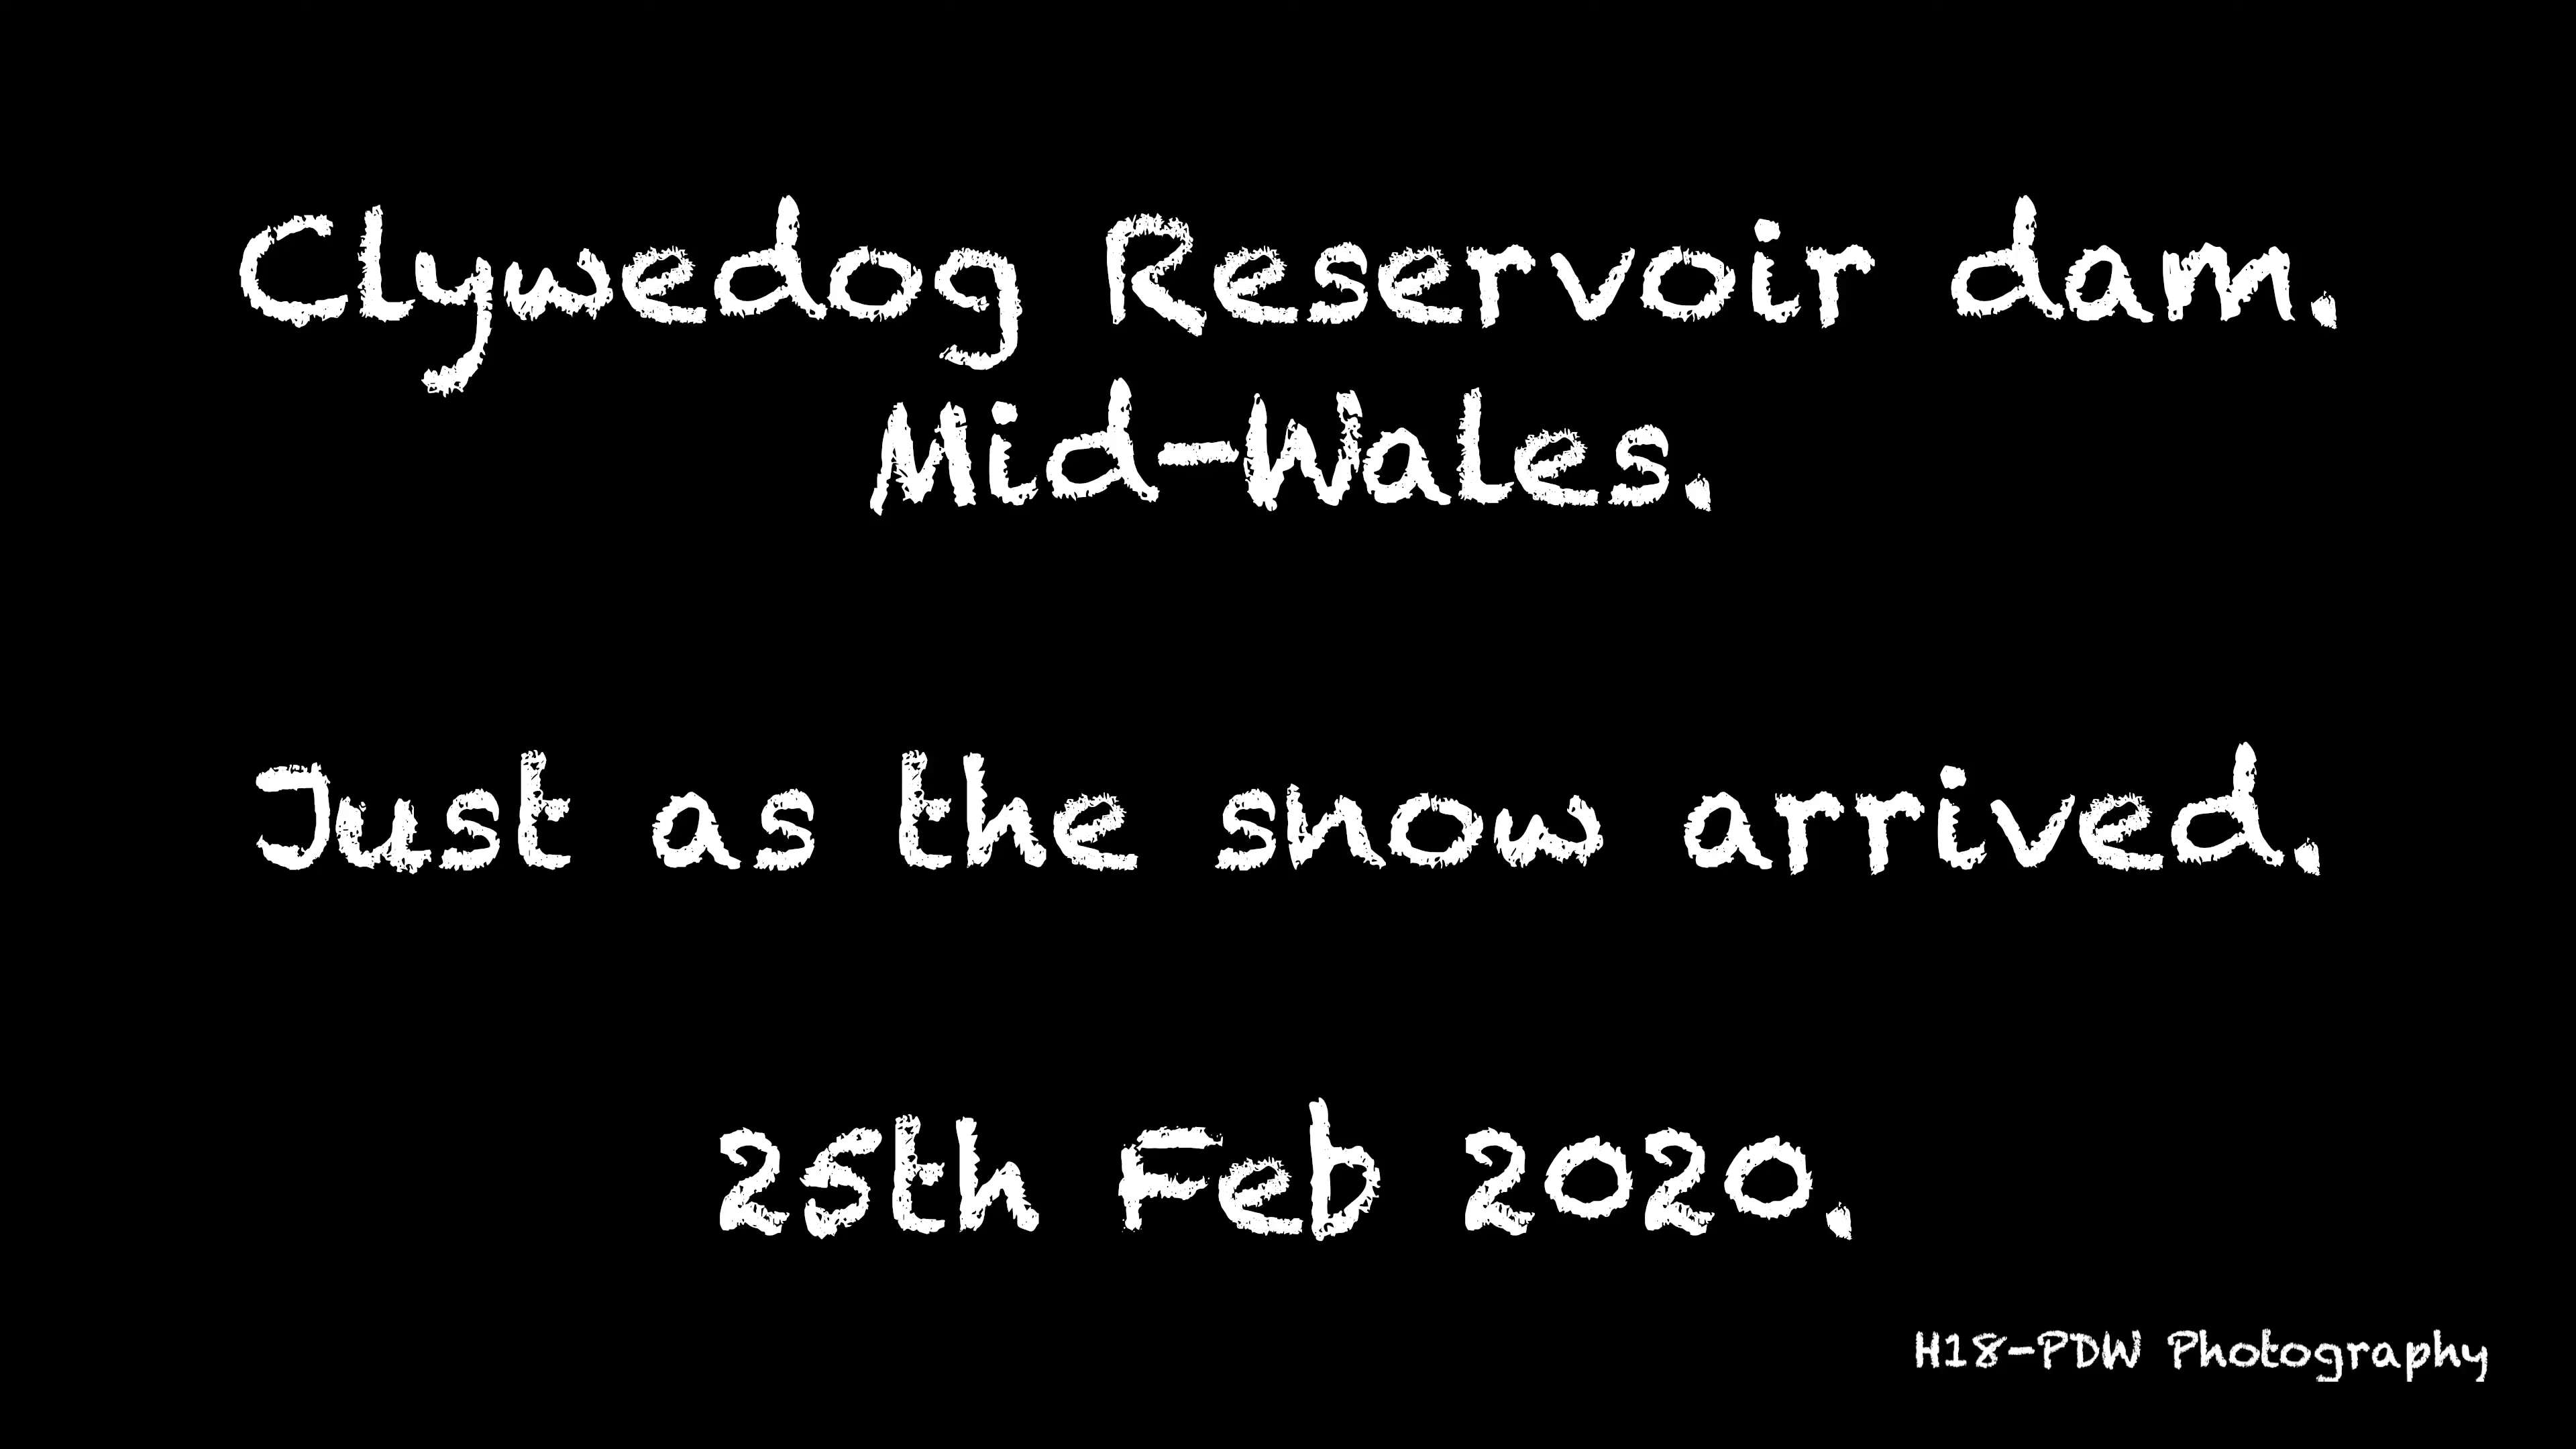 Clywedog Reservoir dam.
Mid-Wales.
Just as the snow arrived.
25th Feb 2020.
H18-PDW Photography